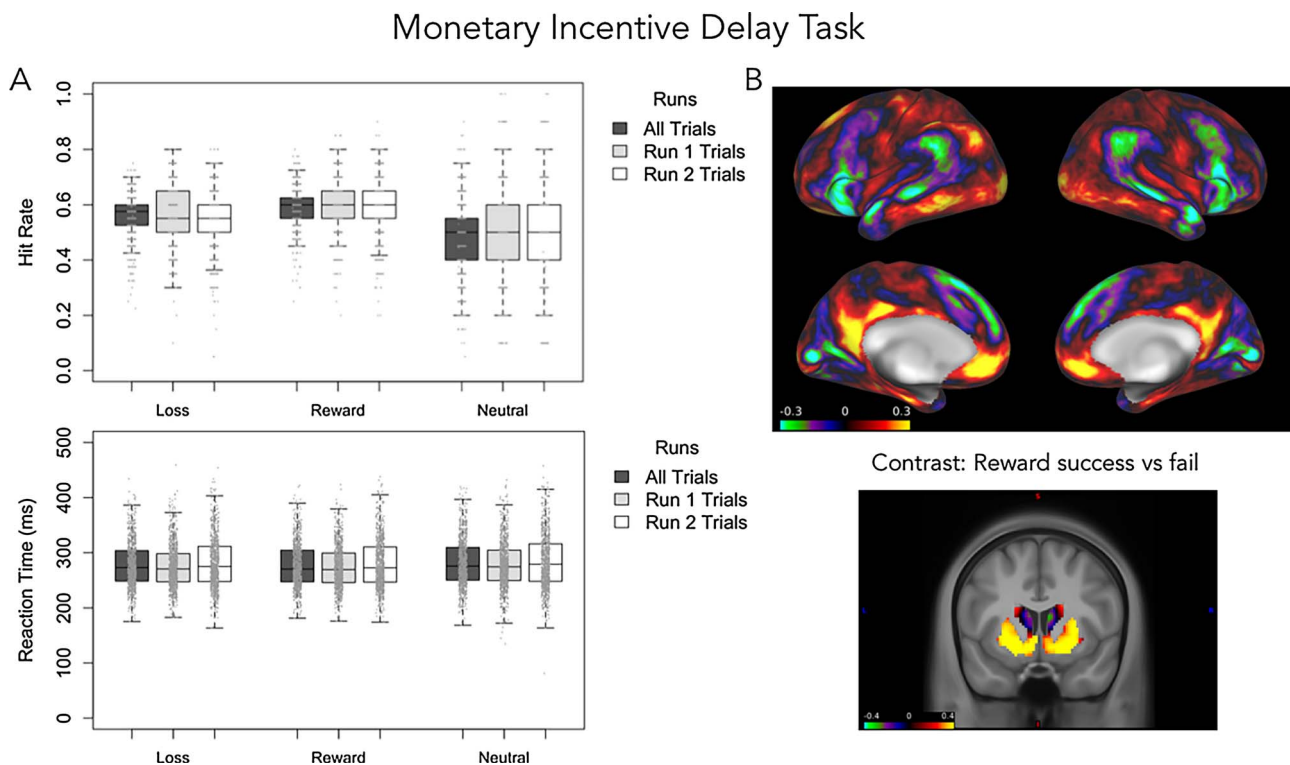 Monetary Incentive Delay Task
A
B
1.0
0.8
0.6
0.4
0.2
0.0
Hit Rate
Loss
Reward
Neutral
Runs
All Trials
Run 1 Trials
Run 2 Trials
-0.3
0
0.3
500
400
300
200
100
0
Reaction Time (ms)
Loss
Reward
Neutral
Runs
All Trials
Run 1 Trials
Run 2 Trials
Contrast: Reward success vs fail
S
-0.4
0
0.4